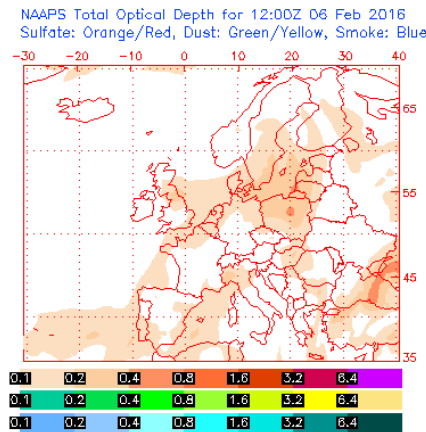 NAAPS Total Optical Depth for 12:00Z 06 Feb 2016
Sulfate: Orange/Red, Dust: Green/Yellow, Smoke: Blue
-30 -20 -10 0 10 20 30 40
65
55
45
35
0.1 0.2 0.4 0.8 1.6 3.2 6.4
0.1 0.2 0.4 0.8 1.6 3.2 6.4
0.1 0.2 0.4 0.8 1.6 3.2 6.4